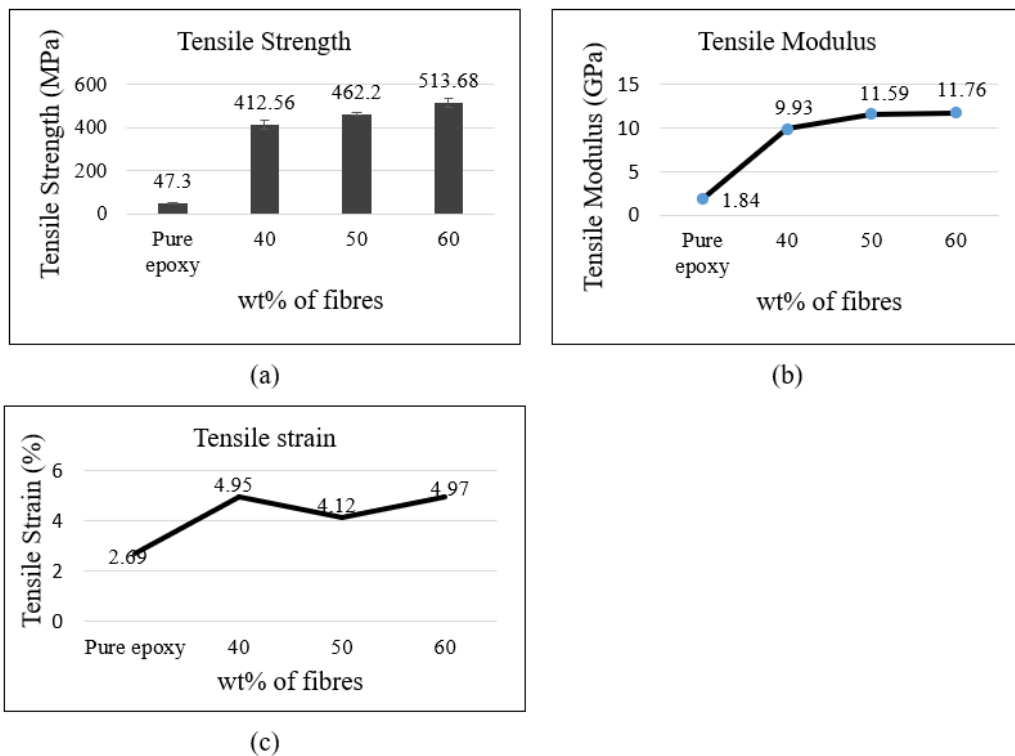 Tensile Strength
Tensile Strength (MPa)
600
400
200
0
47.3
412.56
462.2
513.68
Pure
epoxy
40
50
60
wt% of fibres
(a)
Tensile Modulus
Tensile Modulus (GPa)
15
10
5
0
1.84
9.93
11.59
11.76
Pure
epoxy
40
50
60
wt% of fibres
(b)
Tensile strain
Tensile Strain (%)
6
4
2
0
2.69
4.95
4.12
4.97
Pure epoxy
40
50
60
wt% of fibres
(c)